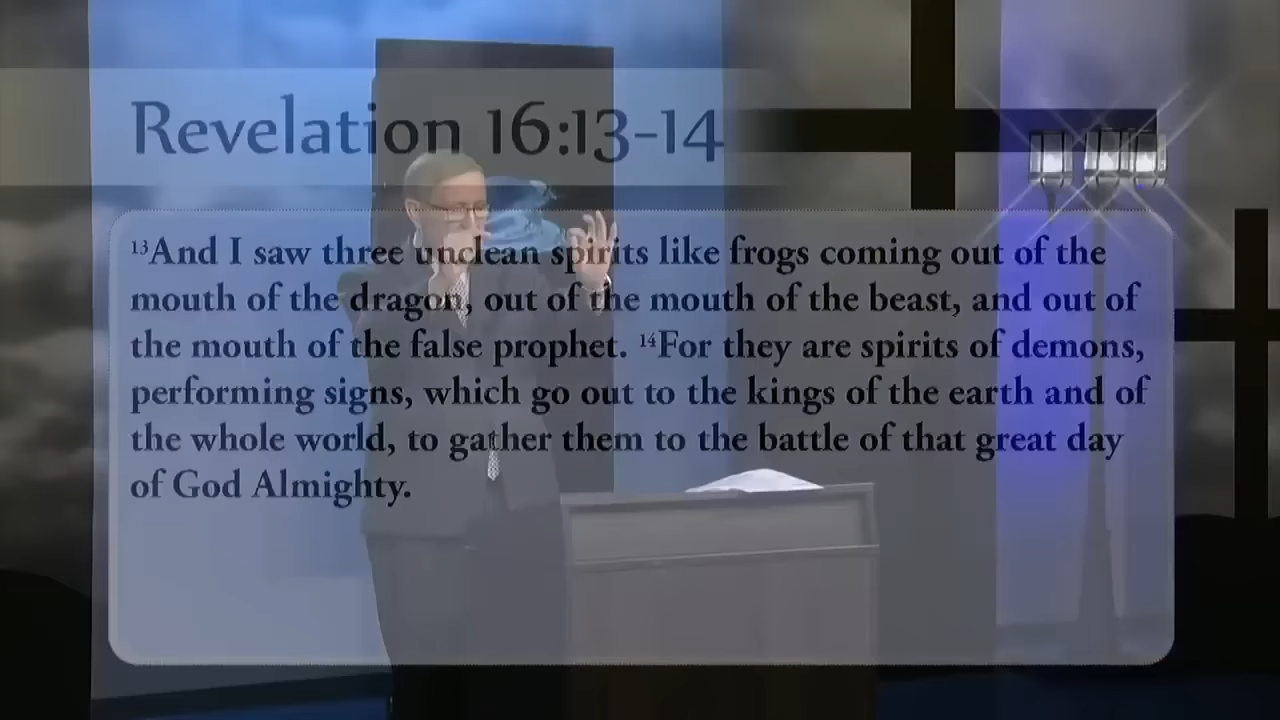 Revelation 16:13-14
¹³And I saw three unclean spirits like frogs coming out of the
mouth of the dragon, out of the mouth of the beast, and out of
the mouth of the false prophet. ¹⁴For they are spirits of demons,
performing signs, which go out to the kings of the earth and of
the whole world, to gather them to the battle of that great day
of God Almighty.